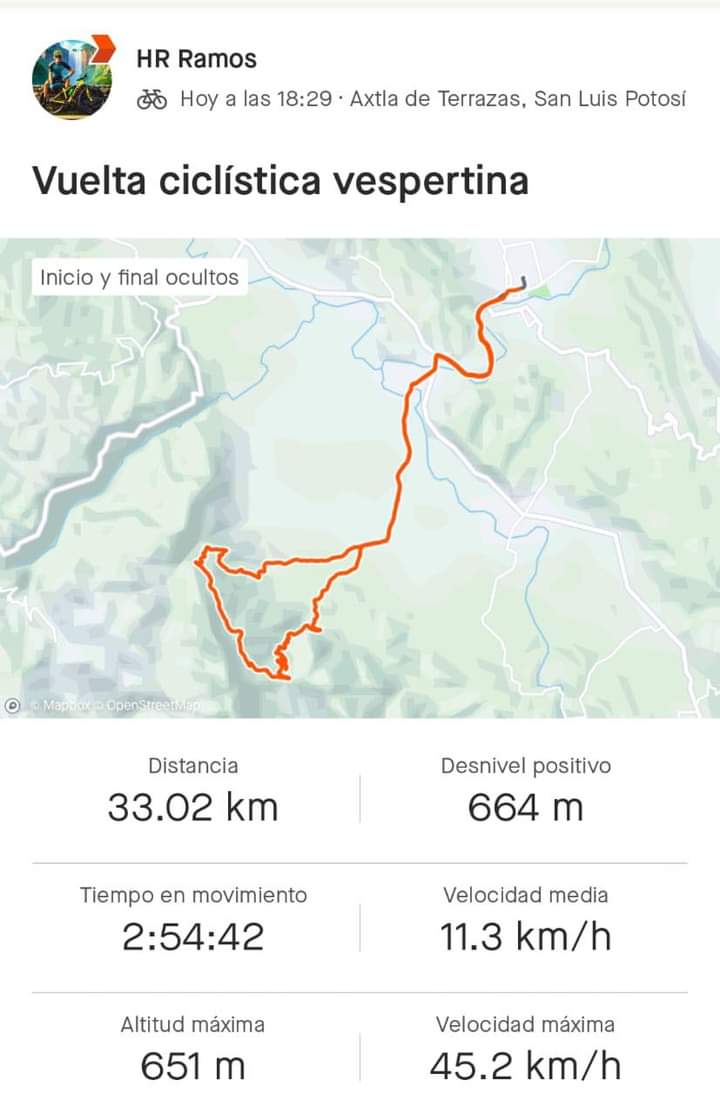 HR Ramos
Hoy a las 18:29 · Axtla de Terrazas, San Luis Potosí
Vuelta ciclística vespertina
Inicio y final ocultos
© Mapbox © OpenStreetMap
Distancia
33.02 km
Desnivel positivo
664 m
Tiempo en movimiento
2:54:42
Velocidad media
11.3 km/h
Altitud máxima
651 m
Velocidad máxima
45.2 km/h